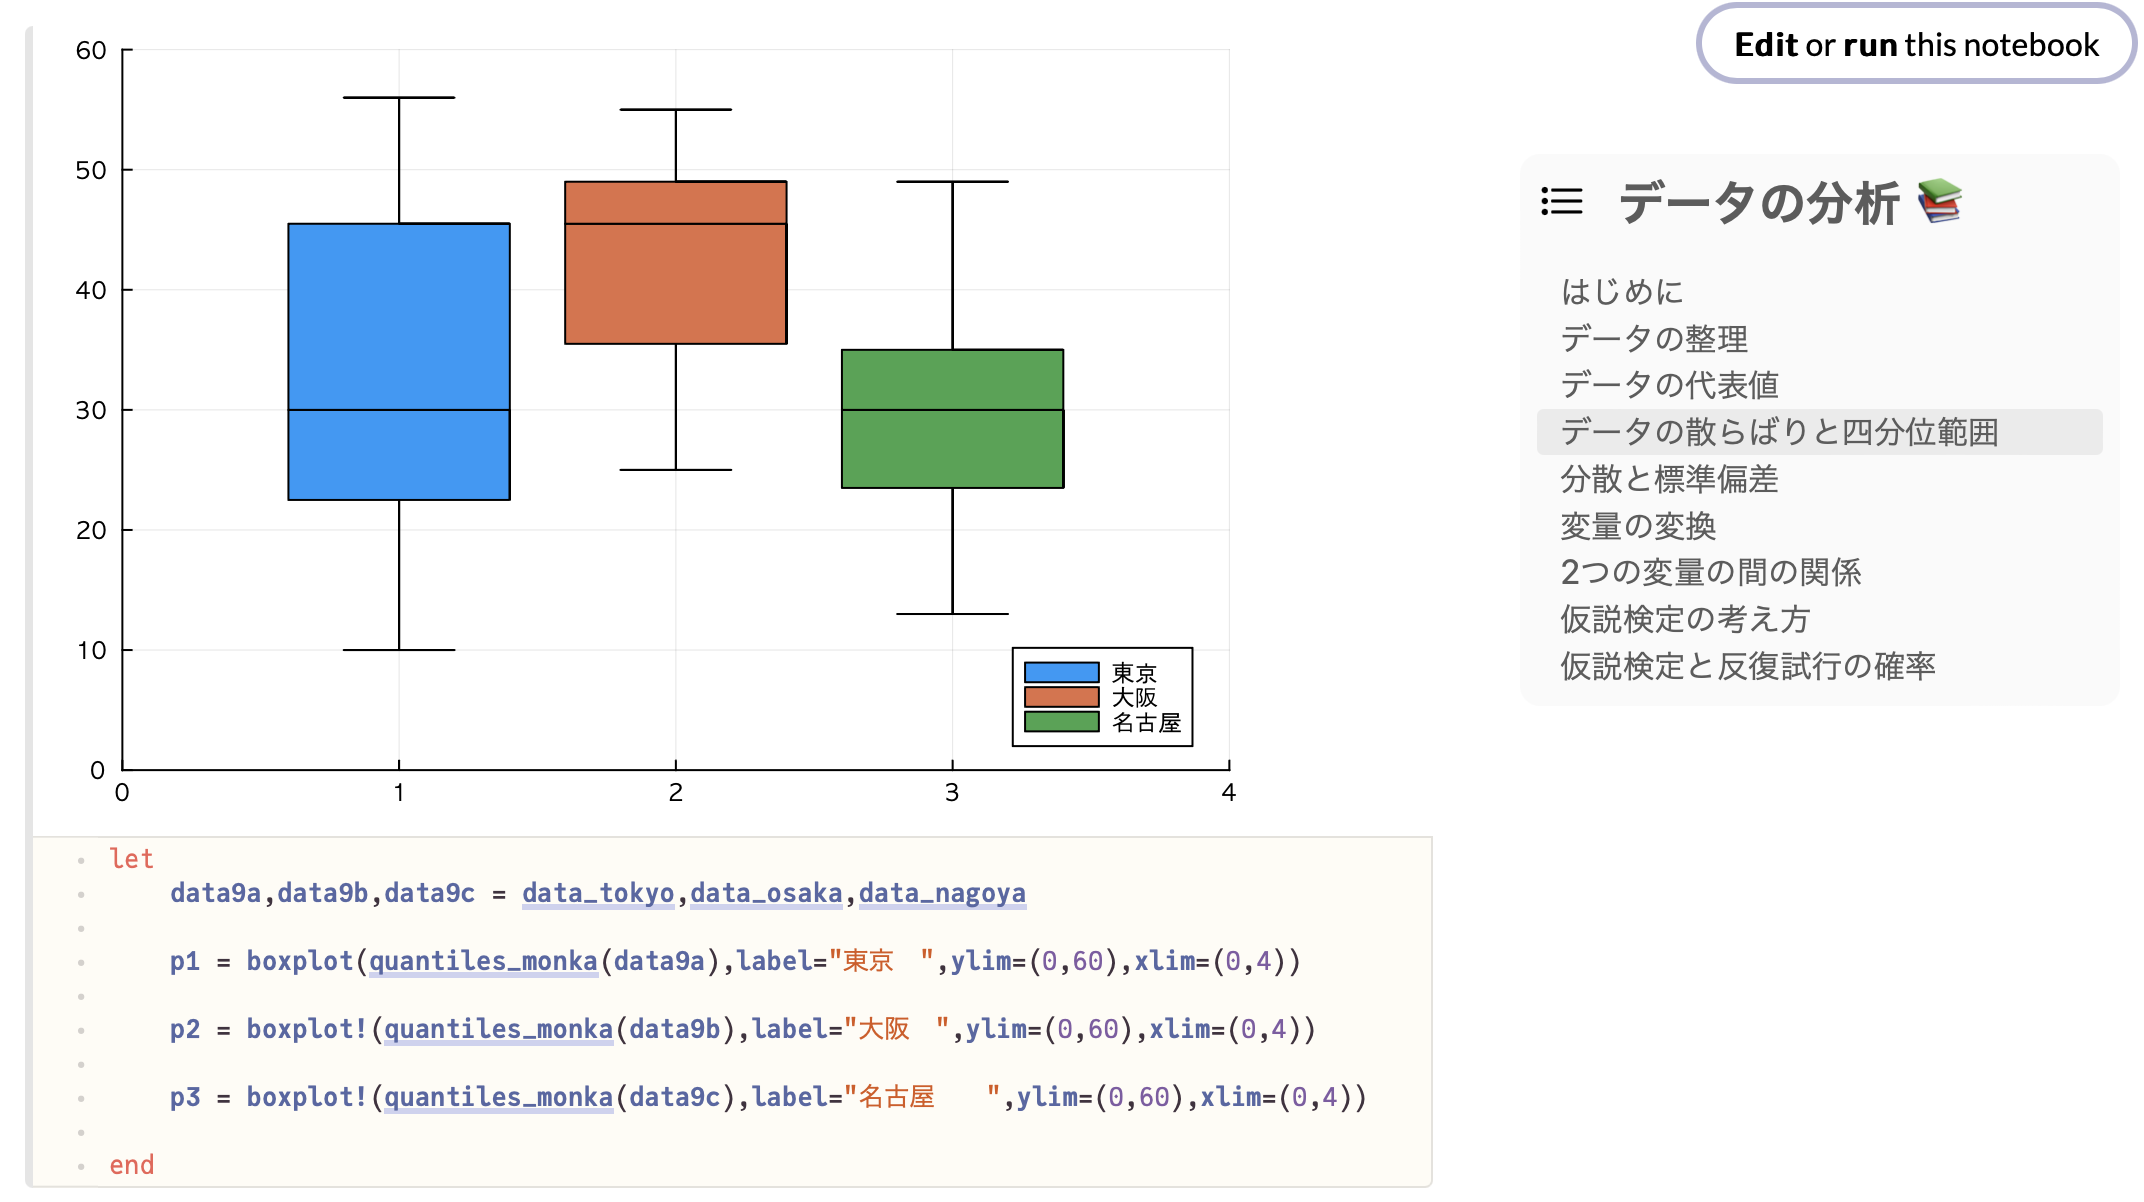 60
50
40
30
20
10
0
0 1 2 3 4
東京
大阪
名古屋
let
data9a,data9b,data9c = data_tokyo,data_osaka,data_nagoya
p1 = boxplot(quantiles_monka(data9a),label="東京　",ylim=(0,60),xlim=(0,4))
p2 = boxplot!(quantiles_monka(data9b),label="大阪　",ylim=(0,60),xlim=(0,4))
p3 = boxplot!(quantiles_monka(data9c),label="名古屋　　",ylim=(0,60),xlim=(0,4))
end
Edit or run this notebook
データの分析 📚
はじめに
データの整理
データの代表値
データの散らばりと四分位範囲
分散と標準偏差
変量の変換
2つの変量の間の関係
仮説検定の考え方
仮説検定と反復試行の確率